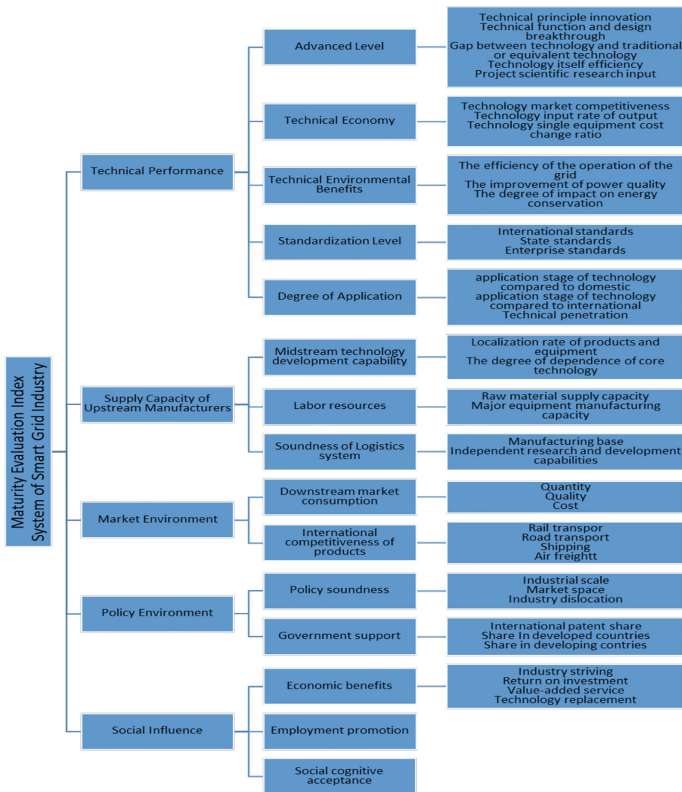 Maturity Evaluation Index
System of Smart Grid Industry
Technical Performance
Advanced Level
Technical principle innovation
Technical function and design
breakthrough
Gap between technology and traditional
or equivalent technology
Technology itself efficiency
Project scientific research input
Technical Economy
Technology market competitiveness
Technology input rate of output
Technology single equipment cost
change ratio
Technical Environmental
Benefits
The efficiency of the operation of the
grid
The improvement of power quality
The degree of impact on energy
conservation
Standardization Level
International standards
State standards
Enterprise standards
Degree of Application
application stage of technology
compared to domestic
application stage of technology
compared to international
Technical penetration
Supply Capacity of
Upstream Manufacturers
Midstream technology
development capability
Localization rate of products and
equipment
The degree of dependence of core
technology
Labor resources
Raw material supply capacity
Major equipment manufacturing
capacity
Soundness of Logistics
system
Manufacturing base
Independent research and development
capabilities
Market Environment
Downstream market
consumption
Quantity
Quality
Cost
International
competitiveness of
products
Rail transpor
Road transport
Shipping
Air freightt
Policy Environment
Policy soundness
Industrial scale
Market space
Industry dislocation
Government support
International patent share
Share In developed countries
Share in developing contries
Social Influence
Economic benefits
Industry striving
Return on investment
Value-added service
Technology replacement
Employment promotion
Social cognitive
acceptance